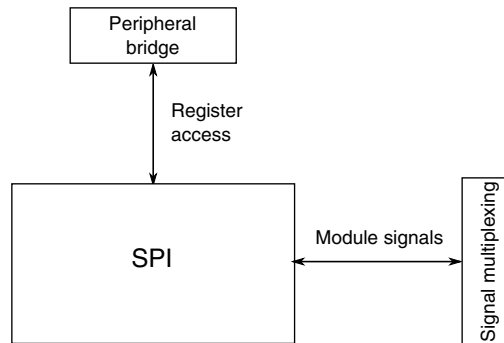 Peripheral
bridge
Register
access
SPI
Module signals
Signal multiplexing